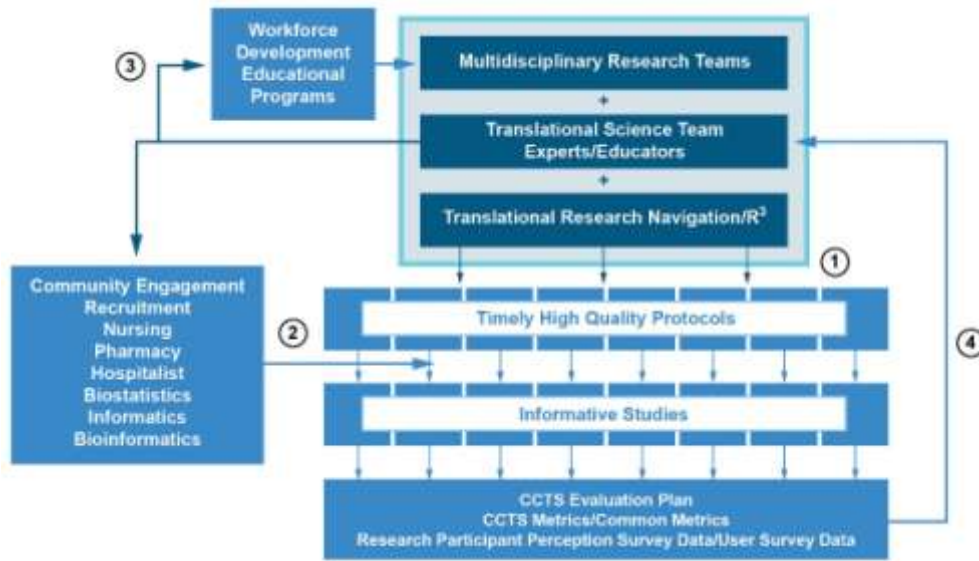 Workforce
Development
Educational
Programs
3
Multidisciplinary Research Teams
+
Translational Science Team
Experts/Educators
+
Translational Research Navigation/R³
1
Community Engagement
Recruitment
Nursing
Pharmacy
Hospitalist
Biostatistics
Informatics
Bioinformatics
2
Timely High Quality Protocols
4
Informative Studies
CCTS Evaluation Plan
CCTS Metrics/Common Metrics
Research Participant Perception Survey Data/User Survey Data